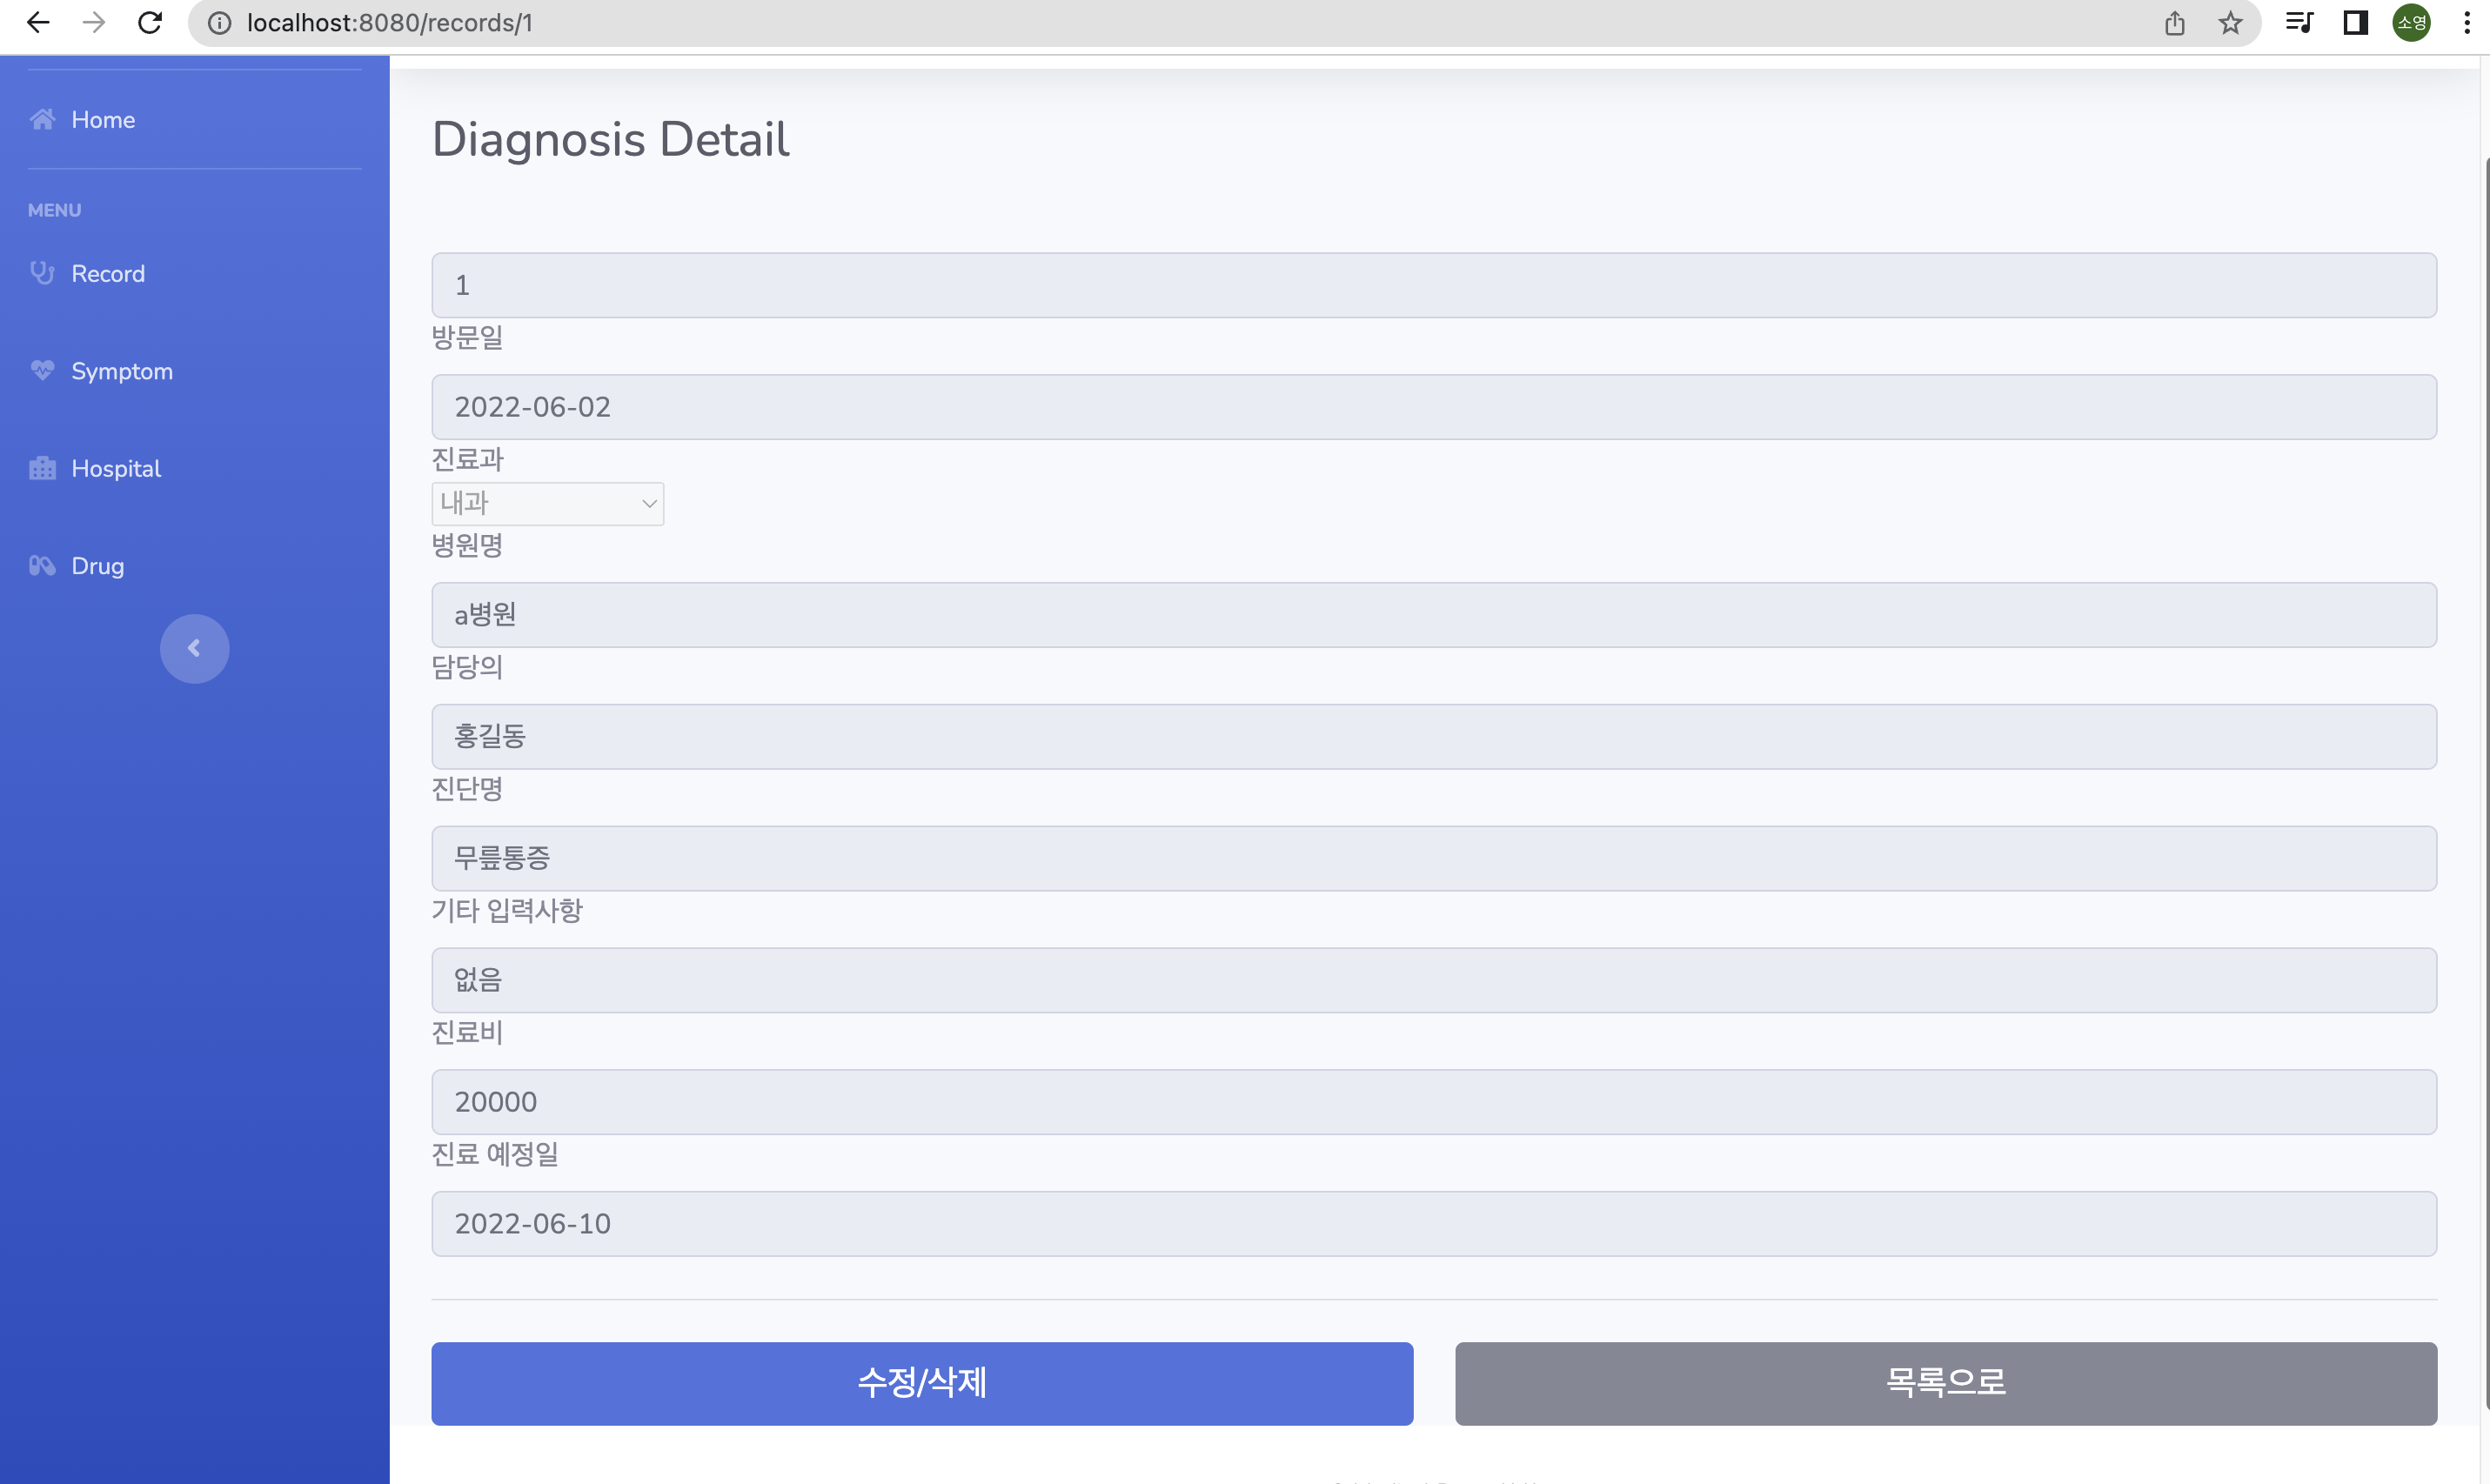 localhost:8080/records/1
소영
Home
MENU
Record
Symptom
Hospital
Drug
Diagnosis Detail
1
방문일
2022-06-02
진료과
내과
병원명
a병원
담당의
홍길동
진단명
무릎통증
기타 입력사항
없음
진료비
20000
진료 예정일
2022-06-10
수정/삭제
목록으로